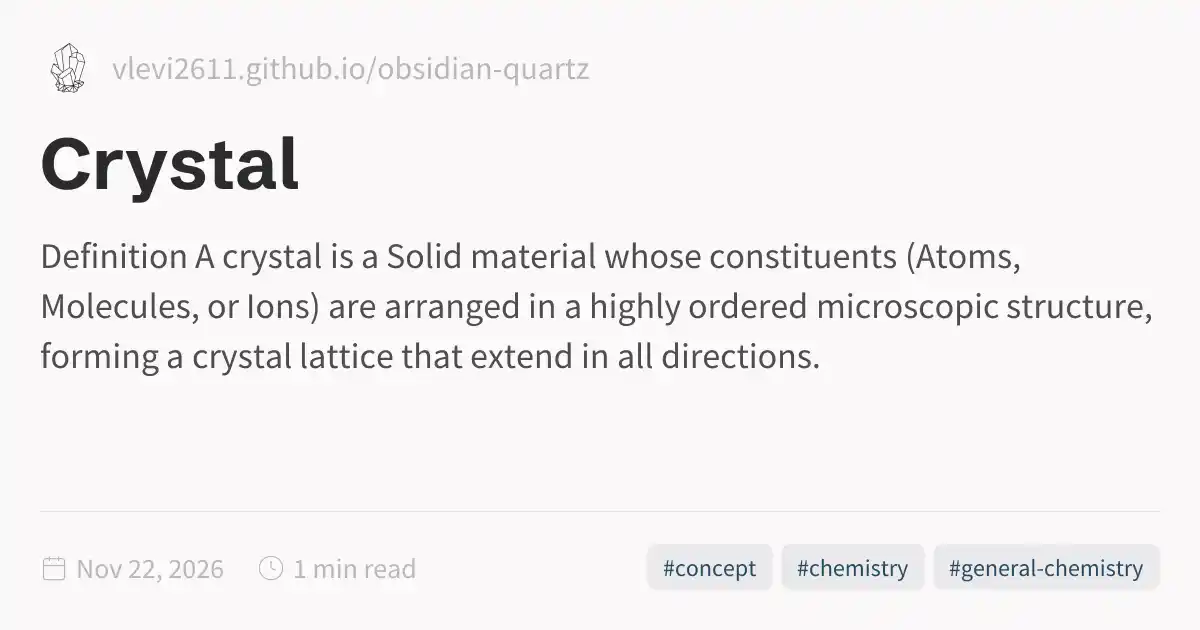 vlevi2611.github.io/obsidian-quartz
Crystal
Definition A crystal is a Solid material whose constituents (Atoms,
Molecules, or Ions) are arranged in a highly ordered microscopic structure,
forming a crystal lattice that extend in all directions.
Nov 22, 2026 1 min read #concept #chemistry #general-chemistry